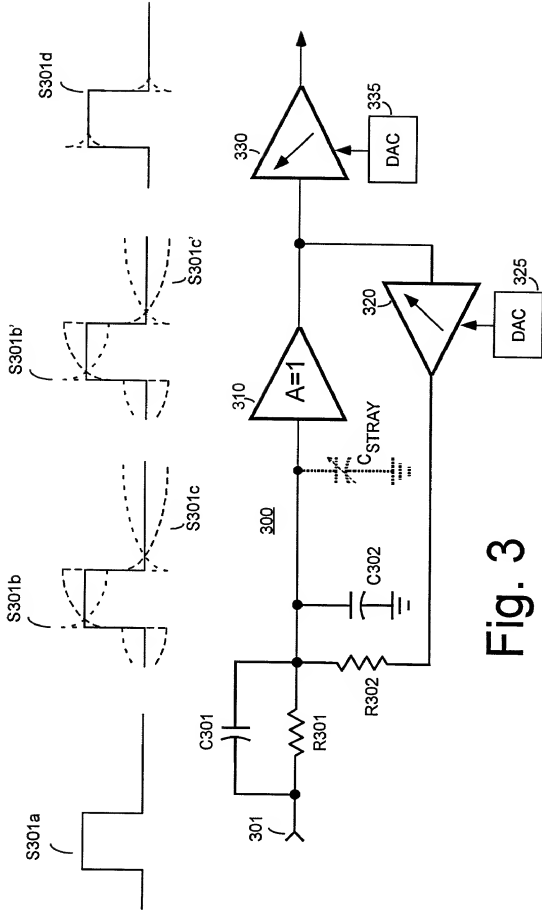 S301a
S301b
S301c
S301b'
S301c'
S301d
301
C301
R301
R302
C302
300
C STRAY
310
A=1
320
DAC
325
330
DAC
335
Fig. 3